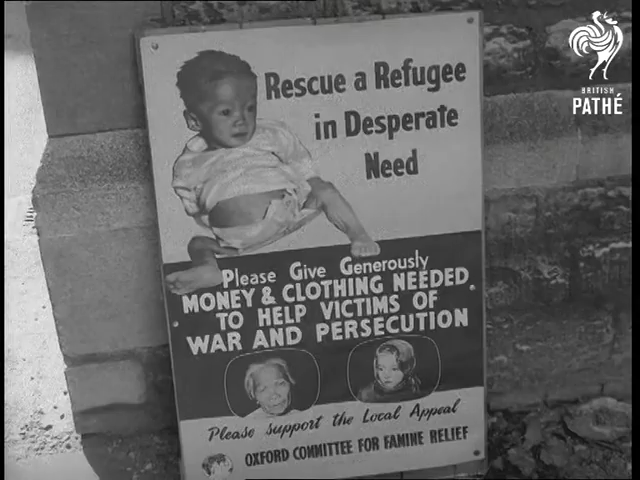 Rescue a Refugee
in Desperate
Need
BRITISH
PATHÉ
Please Give Generously
MONEY & CLOTHING NEEDED
TO HELP VICTIMS OF
WAR AND PERSECUTION
Please support the Local Appeal
OXFORD COMMITTEE FOR FAMINE RELIEF